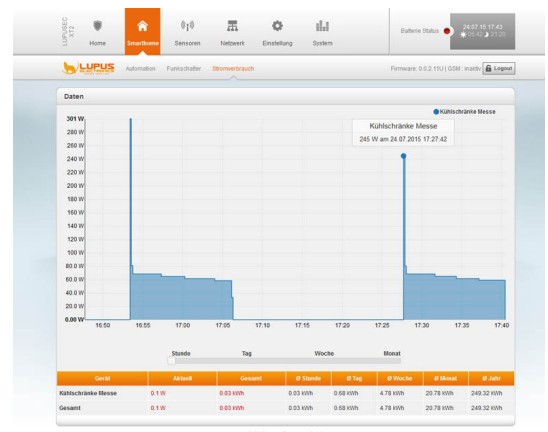 LUPUSEC
XT2
Home
Smarthome
Sensoren
Netzwerk
Einstellung
System
Batterie Status
24.07.15 17:43
05:42 21:20
LUPUS
ELECTRONICS
Automation
Funkschalter
Stromverbrauch
Firmware: 0.0.2.11U | GSM: inaktiv
Logout
Daten
Kühlschränke Messe
Kühlschränke Messe
245 W am 24.07.2015 17:27:42
301 W
280 W
260 W
240 W
220 W
200 W
180 W
160 W
140 W
120 W
100 W
80.0 W
60.0 W
40.0 W
20.0 W
0.00 W
16:50 16:55 17:00 17:05 17:10 17:15 17:20 17:25 17:30 17:35 17:40
Stunde Tag Woche Monat
Gerät Aktuell Gesamt Ø Stunde Ø Tag Ø Woche Ø Monat Ø Jahr
Kühlschränke Messe 0.1 W 0.03 kWh 0.03 kWh 0.68 kWh 4.78 kWh 20.78 kWh 249.32 kWh
Gesamt 0.1 W 0.03 kWh 0.03 kWh 0.68 kWh 4.78 kWh 20.78 kWh 249.32 kWh